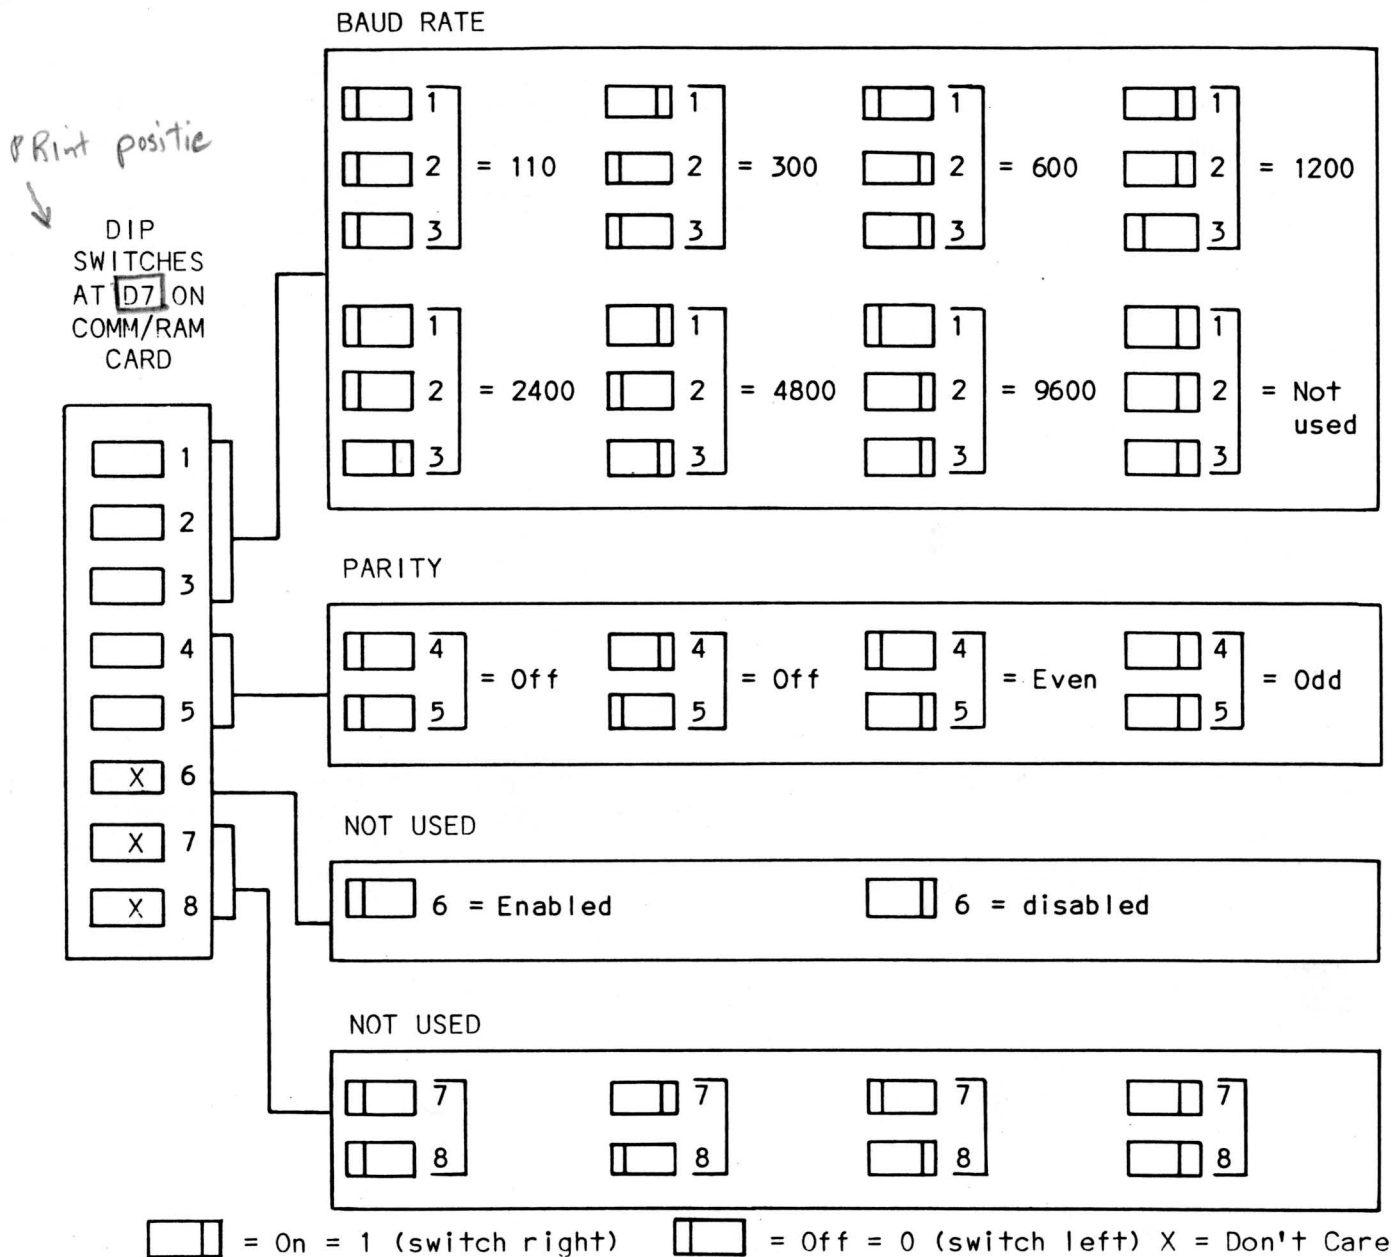 BAUD RATE
1
2 = 110
3
1
2 = 300
3
1
2 = 600
3
1
2 = 1200
3
1
2 = 2400
3
1
2 = 4800
3
1
2 = 9600
3
1
2 = Not
used
3
PRint positie
DIP
SWITCHES
AT D7 ON
COMM/RAM
CARD
1
2
3
4
5
X 6
X 7
X 8
PARITY
4
= Off
5
4
= Off
5
4
= Even
5
4
= Odd
5
NOT USED
6 = Enabled
6 = disabled
NOT USED
7
8
7
8
7
8
7
8
= On = 1 (switch right) = Off = 0 (switch left) X = Don't Care